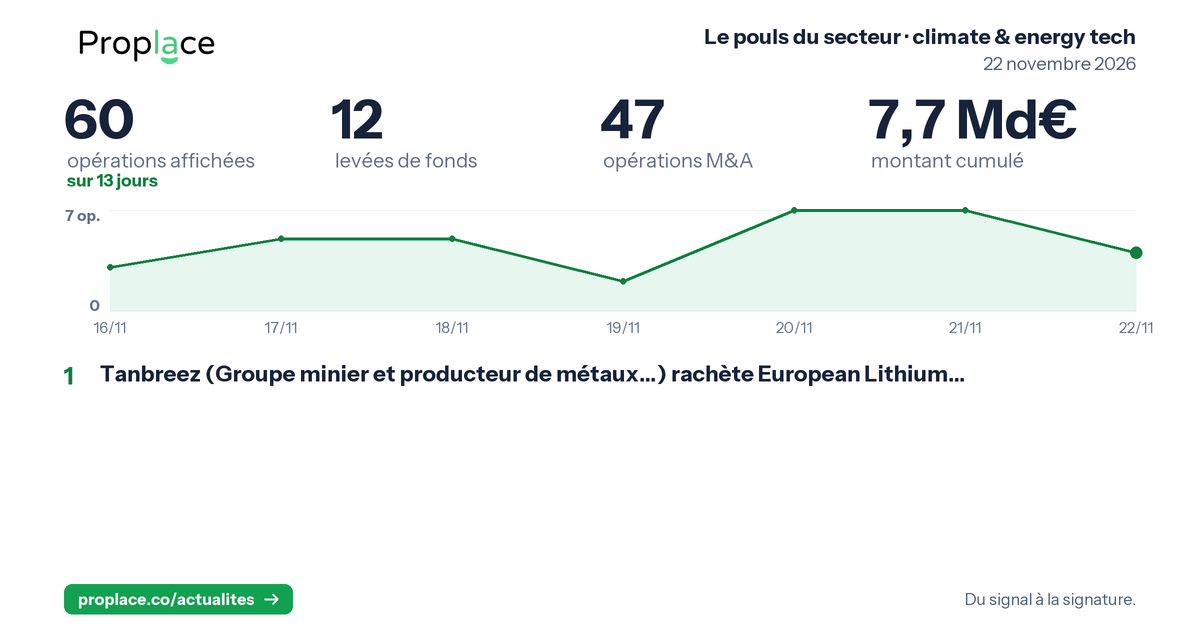 Proplace
Le pouls du secteur · climate & energy tech
22 novembre 2026
60
opérations affichées
sur 13 jours
12
levées de fonds
47
opérations M&A
7,7 Md€
montant cumulé
7 op.
0
16/11
17/11
18/11
19/11
20/11
21/11
22/11
1 Tanbreez (Groupe minier et producteur de métaux…) rachète European Lithium…
proplace.co/actualites →
Du signal à la signature.